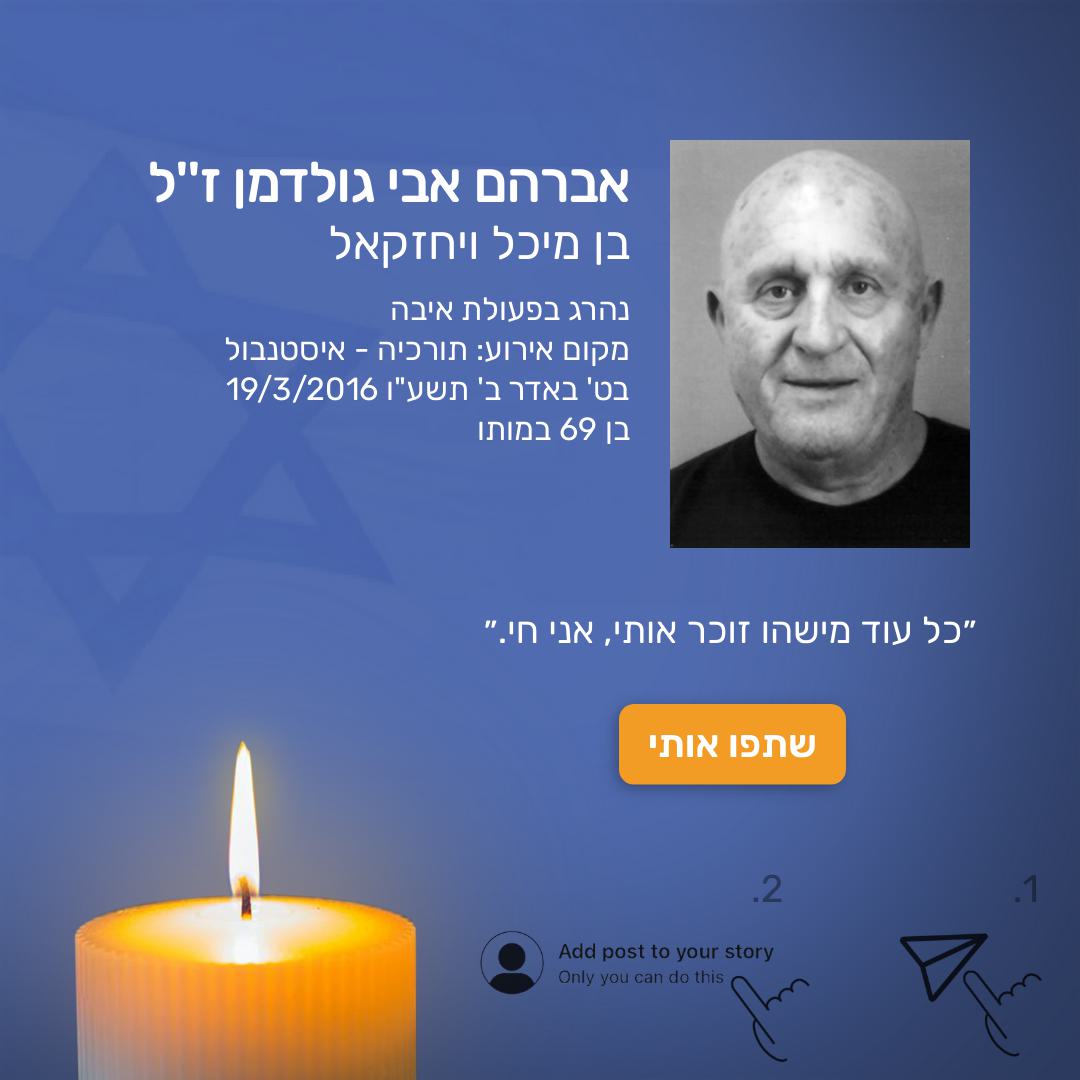 אברהם אבי גולדמן ז"ל
בן מיכל ויחזקאל
נהרג בפעולת איבה
מקום אירוע: תורכיה - איסטנבול
בט' באדר ב' תשע"ו 19/3/2016
בן 69 במותו
״כל עוד מישהו זוכר אותי, אני חי.״
שתפו אותי
1.
2.
Add post to your story
Only you can do this